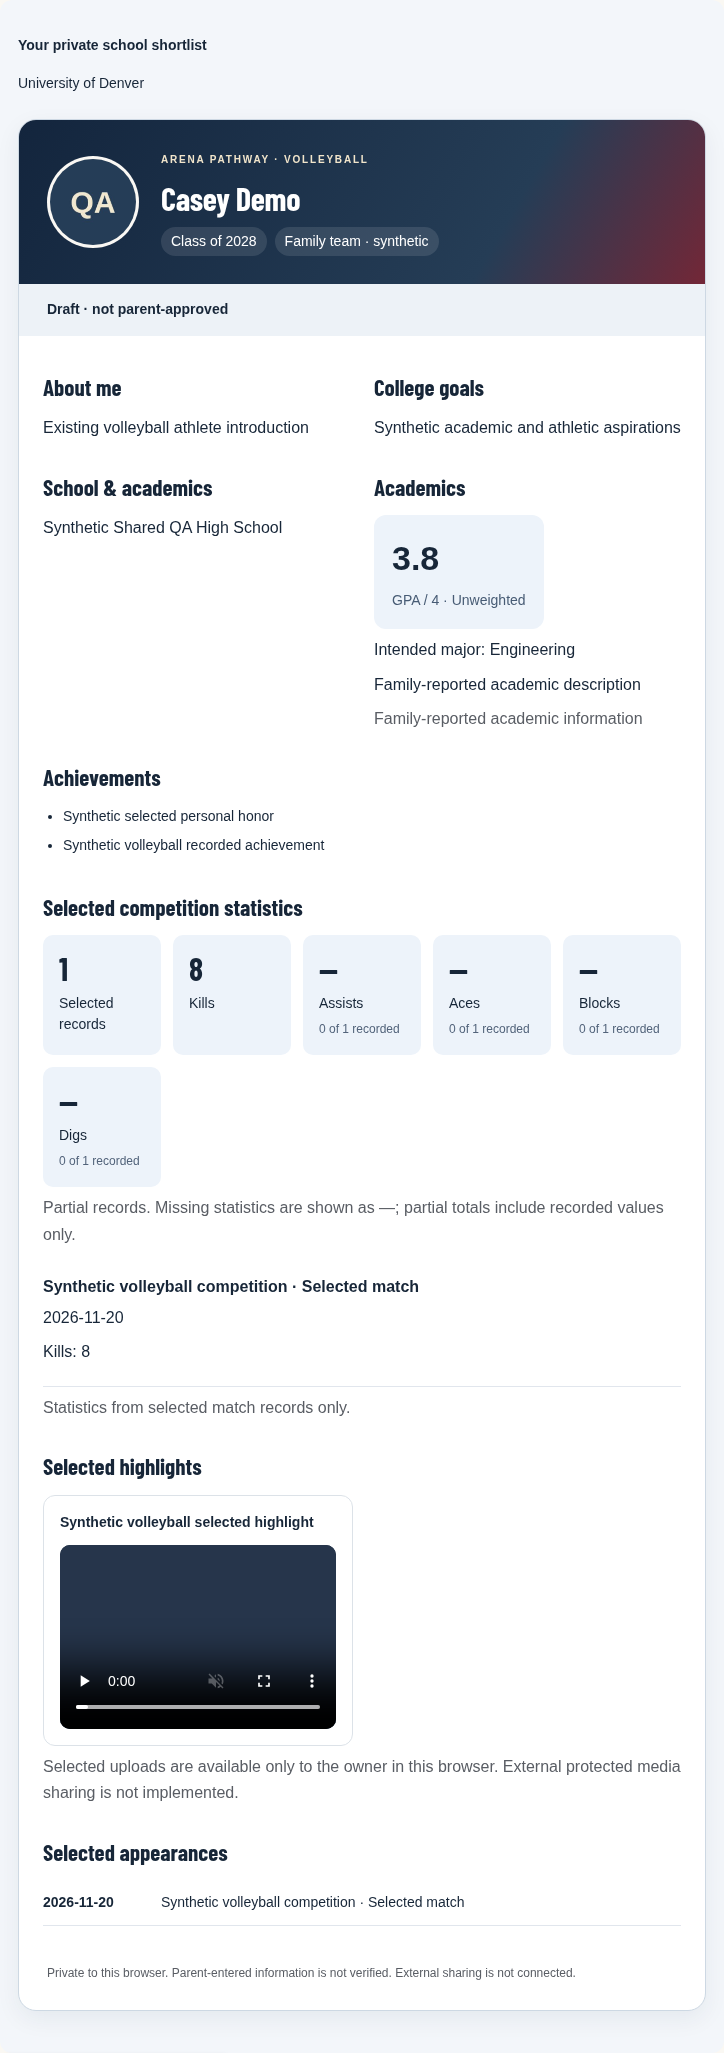 Your private school shortlist
University of Denver
QA
ARENA PATHWAY · VOLLEYBALL
Casey Demo
Class of 2028
Family team · synthetic
Draft · not parent-approved
About me
Existing volleyball athlete introduction
College goals
Synthetic academic and athletic aspirations
School & academics
Synthetic Shared QA High School
Academics
3.8
GPA / 4 · Unweighted
Intended major: Engineering
Family-reported academic description
Family-reported academic information
Achievements
• Synthetic selected personal honor
• Synthetic volleyball recorded achievement
Selected competition statistics
1
Selected
records
8
Kills
—
Assists
0 of 1 recorded
—
Aces
0 of 1 recorded
—
Blocks
0 of 1 recorded
—
Digs
0 of 1 recorded
Partial records. Missing statistics are shown as —; partial totals include recorded values
only.
Synthetic volleyball competition · Selected match
2026-11-20
Kills: 8
Statistics from selected match records only.
Selected highlights
Synthetic volleyball selected highlight
0:00
Selected uploads are available only to the owner in this browser. External protected media
sharing is not implemented.
Selected appearances
2026-11-20 Synthetic volleyball competition · Selected match
Private to this browser. Parent-entered information is not verified. External sharing is not connected.